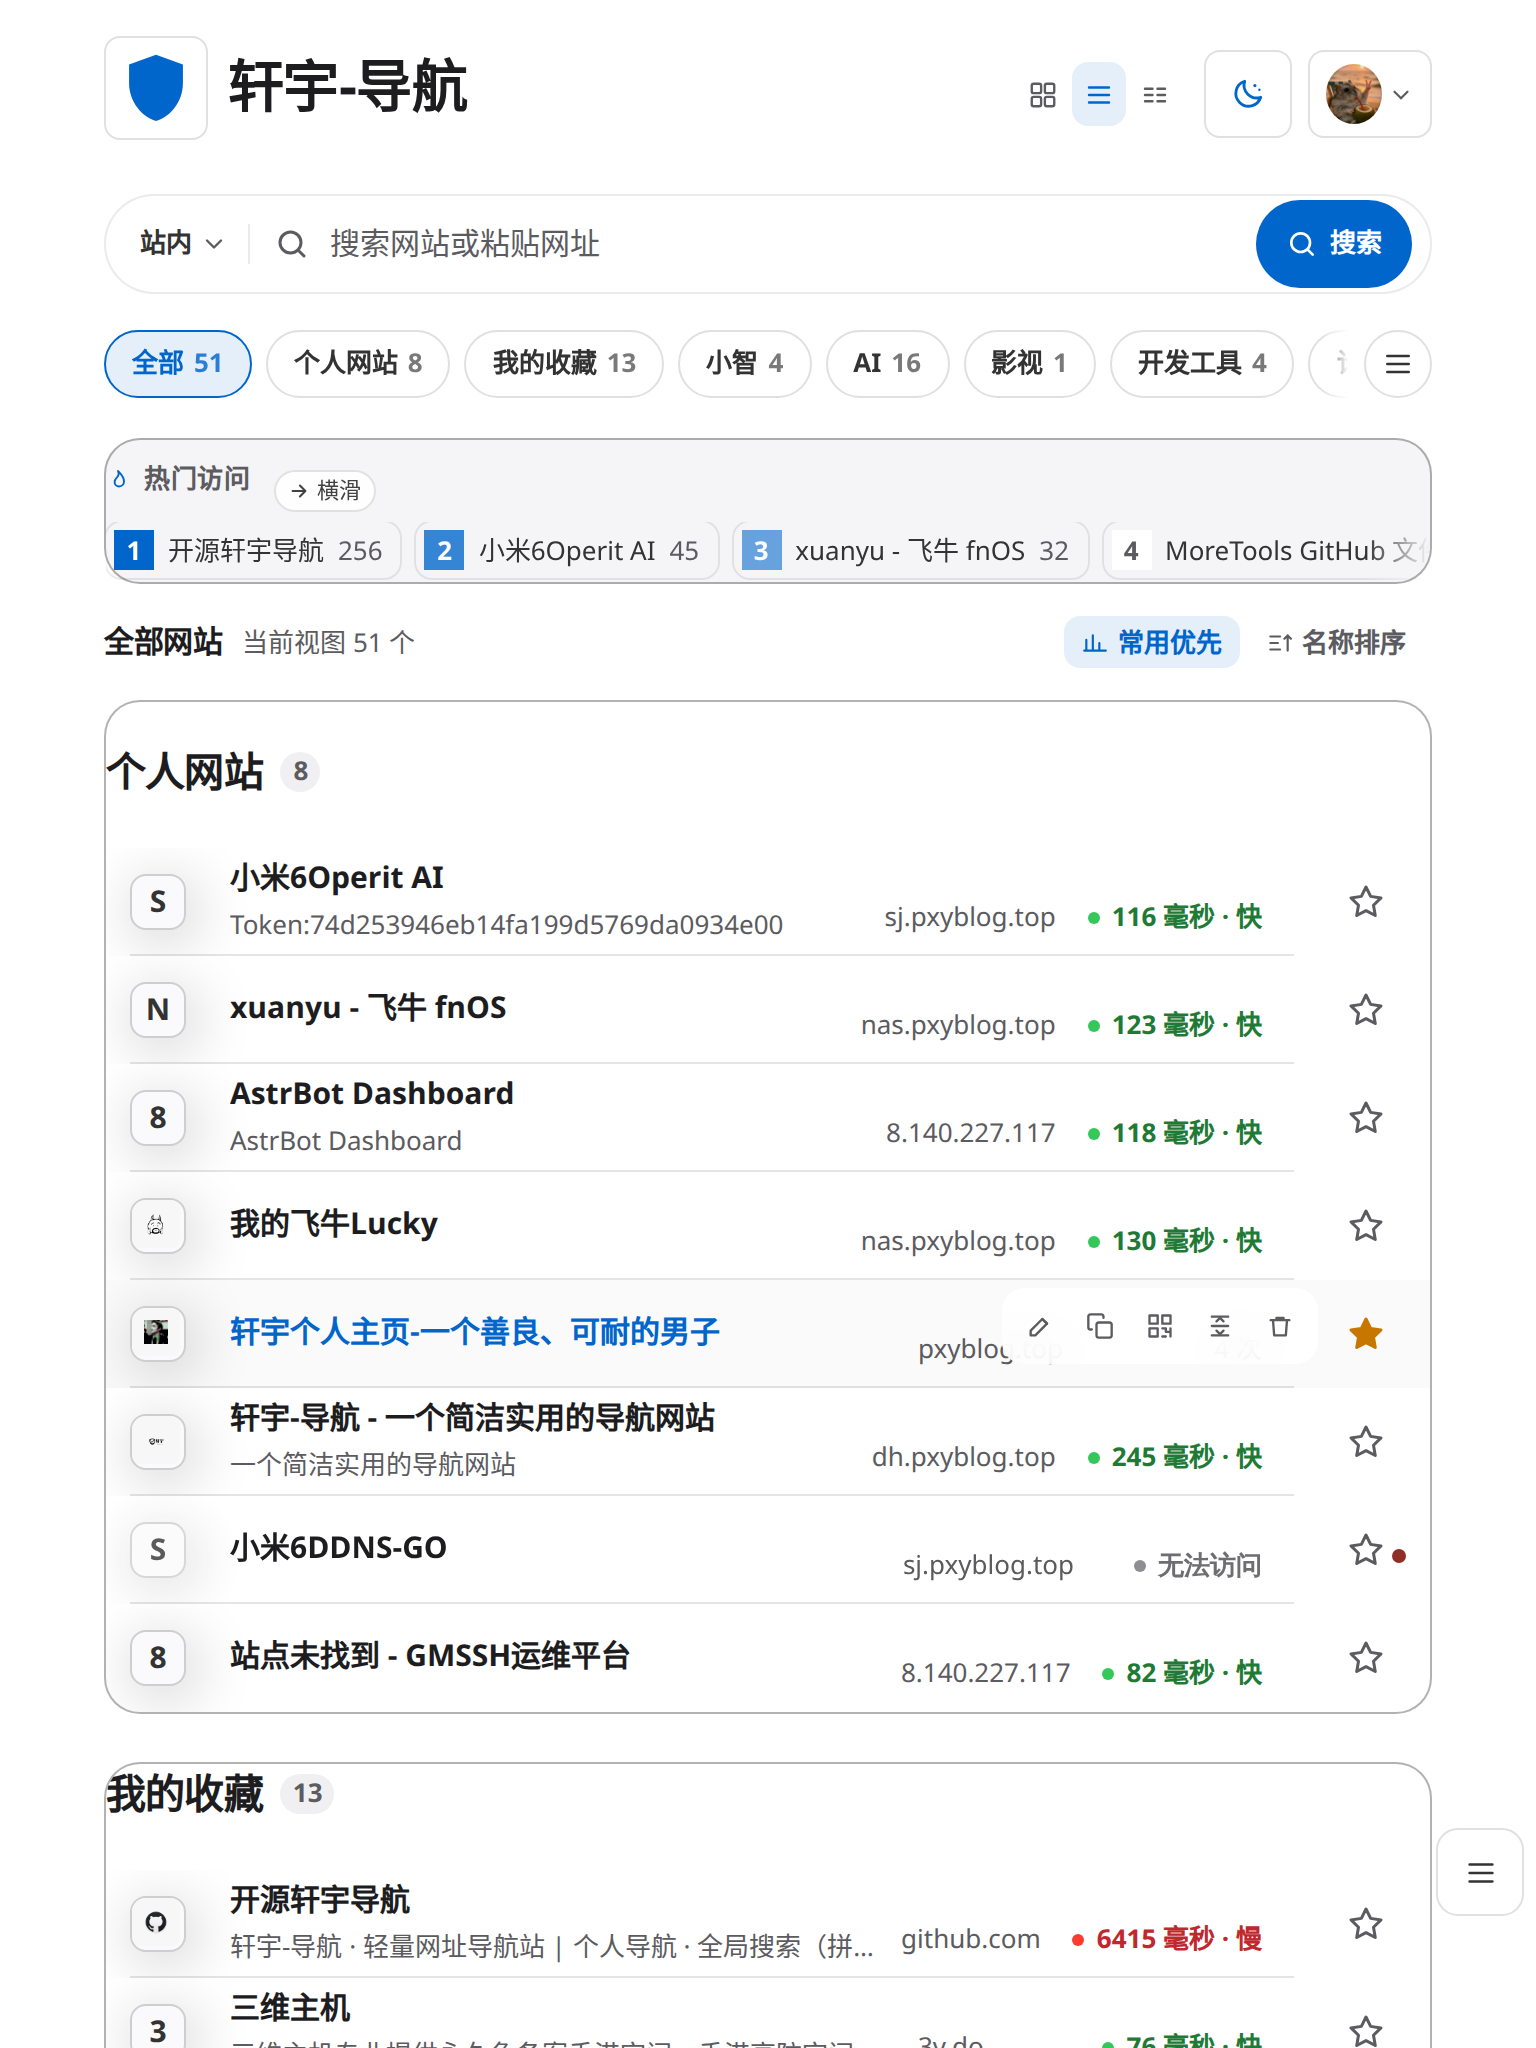 轩宇-导航
站内 搜索网站或粘贴网址 搜索
全部 51 个人网站 8 我的收藏 13 小智 4 AI 16 影视 1 开发工具 4
热门访问 横滑
1 开源轩宇导航 256 2 小米6Operit AI 45 3 xuanyu - 飞牛 fnOS 32 4 MoreTools GitHub 文
全部网站 当前视图 51 个 常用优先 名称排序
个人网站 8
S 小米6Operit AI
Token:74d253946eb14fa199d5769da0934e00 sj.pxyblog.top 116 毫秒 · 快
N xuanyu - 飞牛 fnOS
nas.pxyblog.top 123 毫秒 · 快
8 AstrBot Dashboard
AstrBot Dashboard 8.140.227.117 118 毫秒 · 快
我的飞牛Lucky
nas.pxyblog.top 130 毫秒 · 快
轩宇个人主页-一个善良、可耐的男子
pxyblog.top 4 次
轩宇-导航 - 一个简洁实用的导航网站
一个简洁实用的导航网站 dh.pxyblog.top 245 毫秒 · 快
S 小米6DDNS-GO
sj.pxyblog.top 无法访问
8 站点未找到 - GMSSH运维平台
8.140.227.117 82 毫秒 · 快
我的收藏 13
开源轩宇导航
轩宇-导航 · 轻量网址导航站 | 个人导航 · 全局搜索（拼... github.com 6415 毫秒 · 慢
3 三维主机
3v.do 76 毫秒 · 快